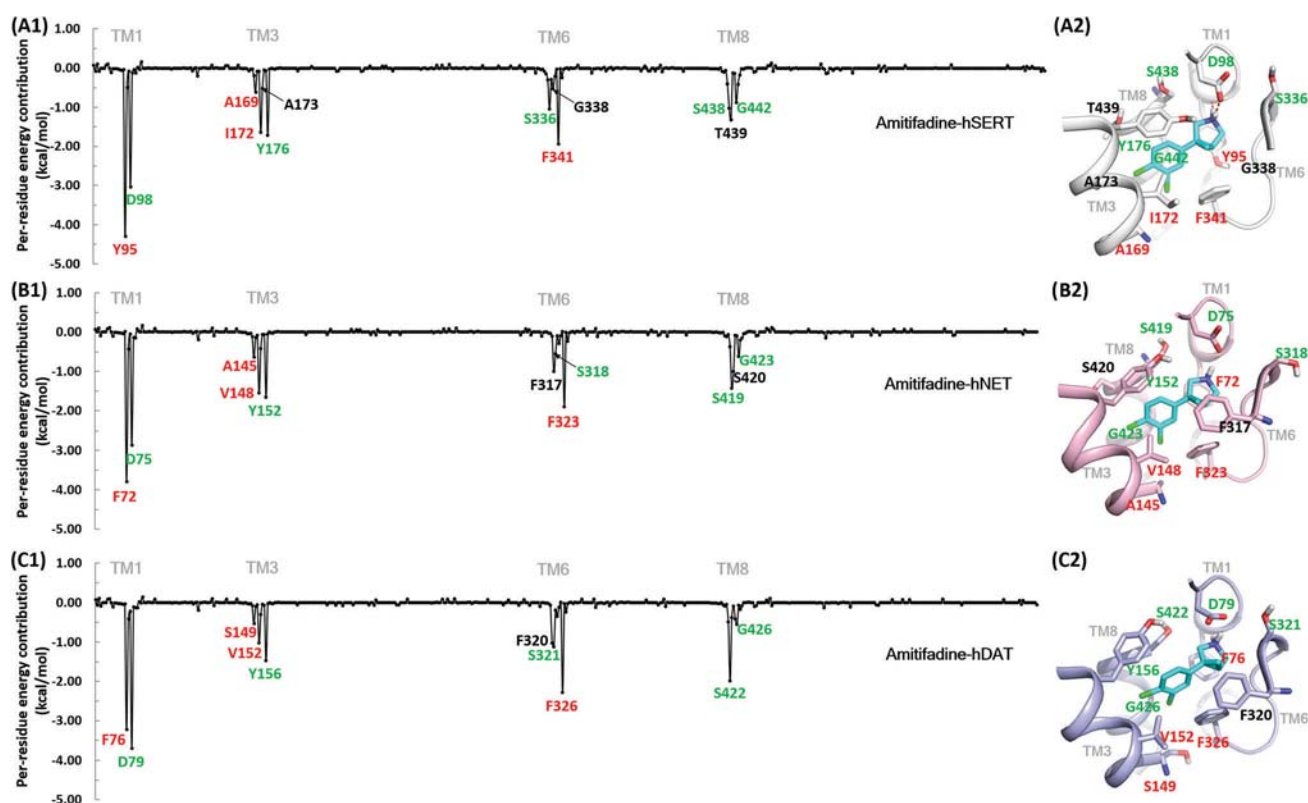 (A1)
TM1
TM3
TM6
TM8
Per-residue energy contribution
(kcal/mol)
1.00
0.00
-1.00
-2.00
-3.00
-4.00
-5.00
Y95
D98
A169
I172
A173
Y176
S336
G338
F341
S438
T439
G442
Amitifadine-hSERT
(A2)
TM1
D98
S438
S336
TM8
T439
Y176
G442
Y95
G338
A173
TM6
TM3
I172
F341
A169
(B1)
TM1
TM3
TM6
TM8
Per-residue energy contribution
(kcal/mol)
1.00
0.00
-1.00
-2.00
-3.00
-4.00
-5.00
F72
D75
A145
V148
Y152
F317
S318
F323
G423
S420
S419
Amitifadine-hNET
(B2)
TM1
D75
S419
S318
TM8
S420
Y152
F72
F317
G423
TM6
TM3
V148
F323
A145
(C1)
TM1
TM3
TM6
TM8
Per-residue energy contribution
(kcal/mol)
1.00
0.00
-1.00
-2.00
-3.00
-4.00
-5.00
F76
D79
S149
V152
Y156
F320
S321
F326
G426
S422
Amitifadine-hDAT
(C2)
TM1
D79
S422
S321
TM8
Y156
F76
G426
F320
TM6
V152
F326
TM3
S149